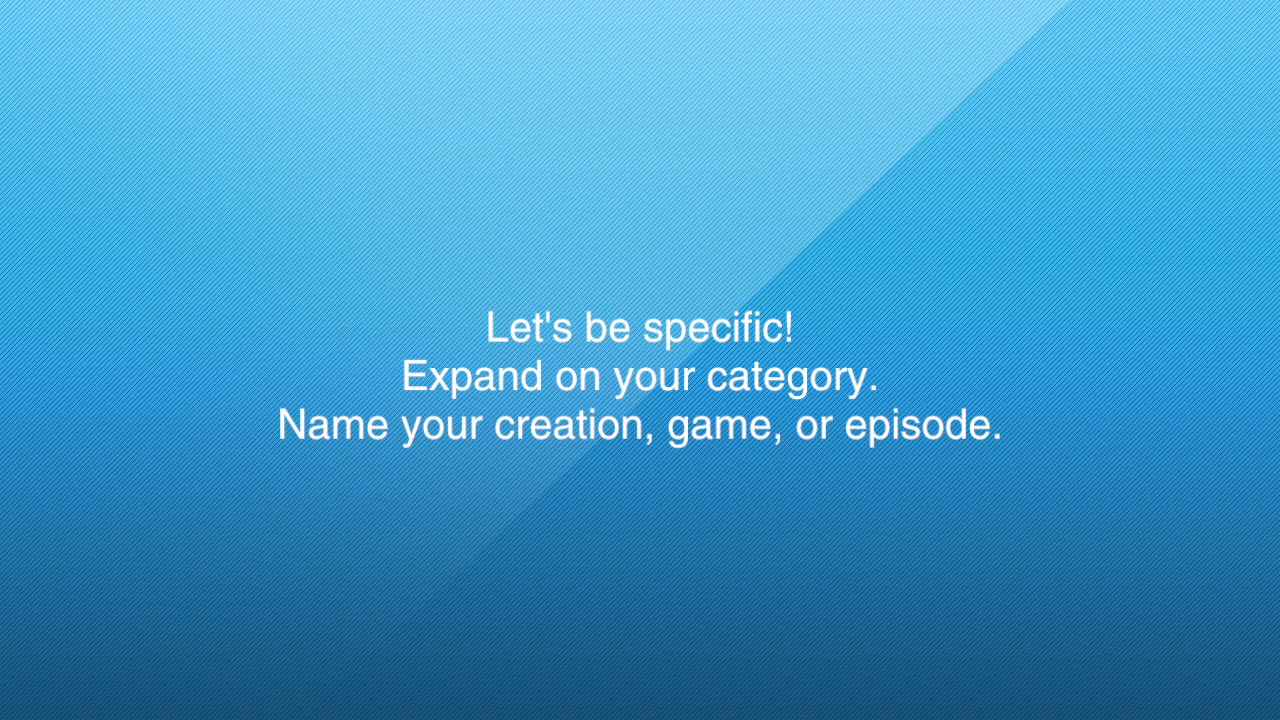 Let's be specific!
Expand on your category.
Name your creation, game, or episode.